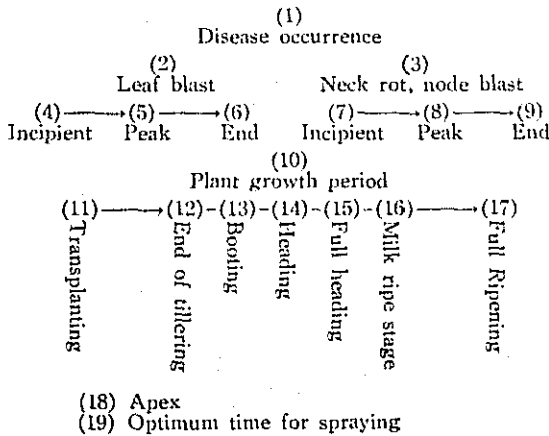 (1)
Disease occurrence
(2) (3)
Leaf blast Neck rot, node blast
(4) → (5) → (6) (7) → (8) → (9)
Incipient Peak End Incipient Peak End
(10)
Plant growth period
(11) → (12) - (13) - (14) - (15) - (16) → (17)
Transplanting
End of tillering
Booting
Heading
Full heading
Milk ripe stage
Full Ripening
(18) Apex
(19) Optimum time for spraying